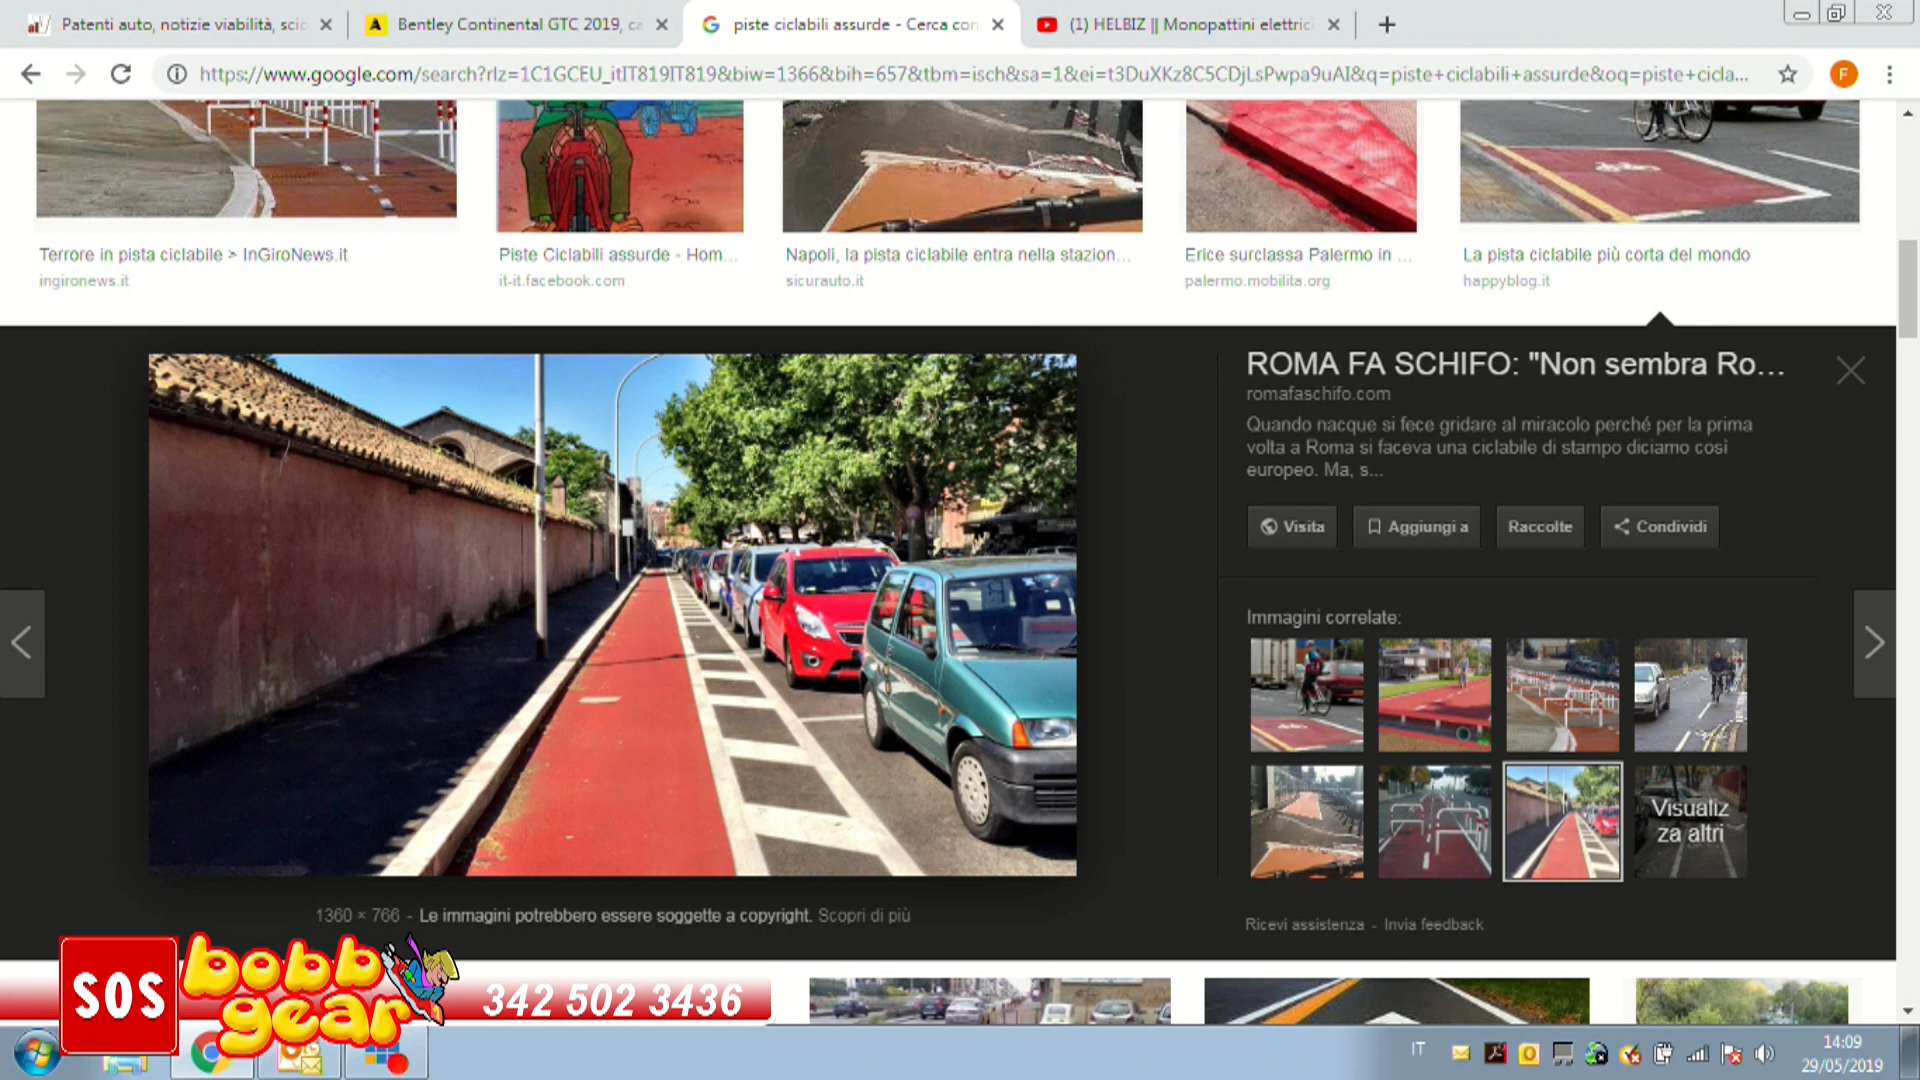 Patenti auto, notizie viabilità, sci
Bentley Continental GTC 2019, ca
piste ciclabili assurde - Cerca con
(1) HELBIZ || Monopattini elettrici
https://www.google.com/search?rlz=1C1GCEU_itIT819IT819&biw=1366&bih=657&tbm=isch&sa=1&ei=t3DuXKz8C5CDjLsPwpa9uAI&q=piste+ciclabili+assurde&oq=piste+cicla...
F
Terrore in pista ciclabile > InGiroNews.it
ingironews.it
Piste Ciclabili assurde - Hom...
it-it.facebook.com
Napoli, la pista ciclabile entra nella stazion...
sicurauto.it
Erice surclassa Palermo in ...
palermo.mobilita.org
La pista ciclabile più corta del mondo
happyblog.it
ROMA FA SCHIFO: "Non sembra Ro...
romafaschifo.com
Quando nacque si fece gridare al miracolo perché per la prima
volta a Roma si faceva una ciclabile di stampo diciamo così
europeo. Ma, s...
Visita
Aggiungi a
Raccolte
Condividi
Immagini correlate:
Visualiz
za altri
1360 × 766 - Le immagini potrebbero essere soggette a copyright. Scopri di più
Ricevi assistenza - Invia feedback
SOS
bobb
gear
342 502 3436
IT
14:09
29/05/2019